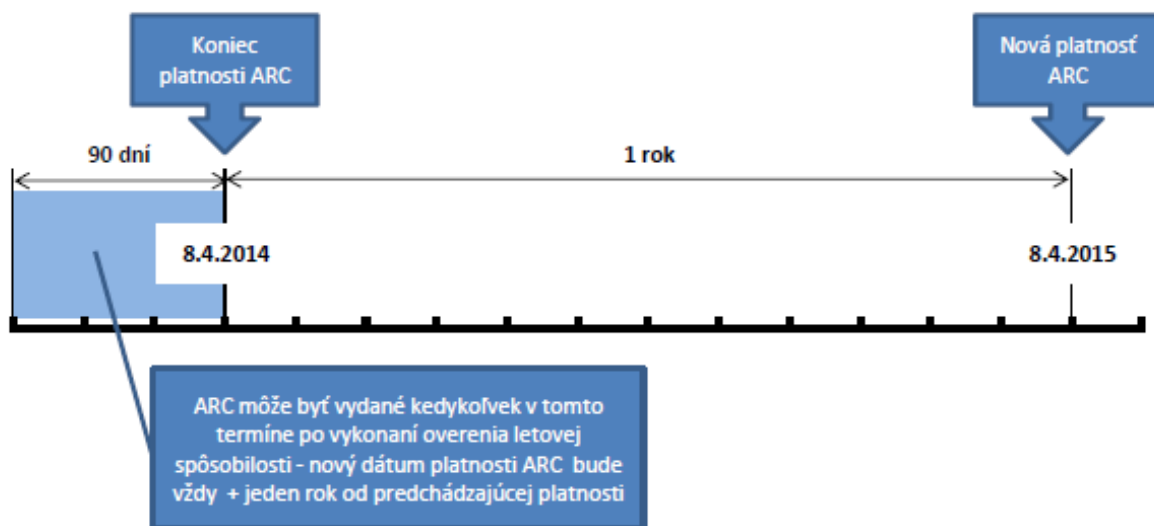 Koniec
platnosti ARC
Nová platnosť
ARC
90 dní
1 rok
8.4.2014
8.4.2015
ARC môže byť vydané kedykoľvek v tomto
termíne po vykonaní overenia letovej
spôsobilosti - nový dátum platnosti ARC bude
vždy + jeden rok od predchádzajúcej platnosti